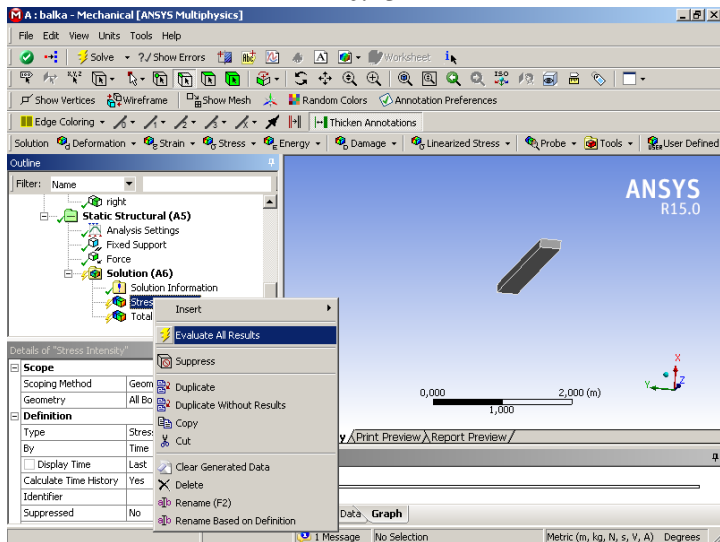 A : balka - Mechanical [ANSYS Multiphysics]
File Edit View Units Tools Help
Solve ?/ Show Errors Worksheet
Show Vertices Wireframe Show Mesh Random Colors Annotation Preferences
Edge Coloring Thicken Annotations
Solution Deformation Strain Stress Energy Damage Linearized Stress Probe Tools User Defined
Outline
Filter: Name
right
Static Structural (A5)
Analysis Settings
Fixed Support
Force
Solution (A6)
Solution Information
Total
Insert
Evaluate All Results
Suppress
Duplicate
Duplicate Without Results
Copy
Cut
Clear Generated Data
Delete
Rename (F2)
Rename Based on Definition
Details of "Stress Intensity"
Scope
Scoping Method
Geometry All Bo
Definition
Type
By Time
Display Time Last
Calculate Time History Yes
Identifier
Suppressed No
ANSYS
R15.0
0,000 2,000 (m)
1,000
X
Y Z
Print Preview Report Preview
Data Graph
1 Message No Selection Metric (m, kg, N, s, V, A) Degrees